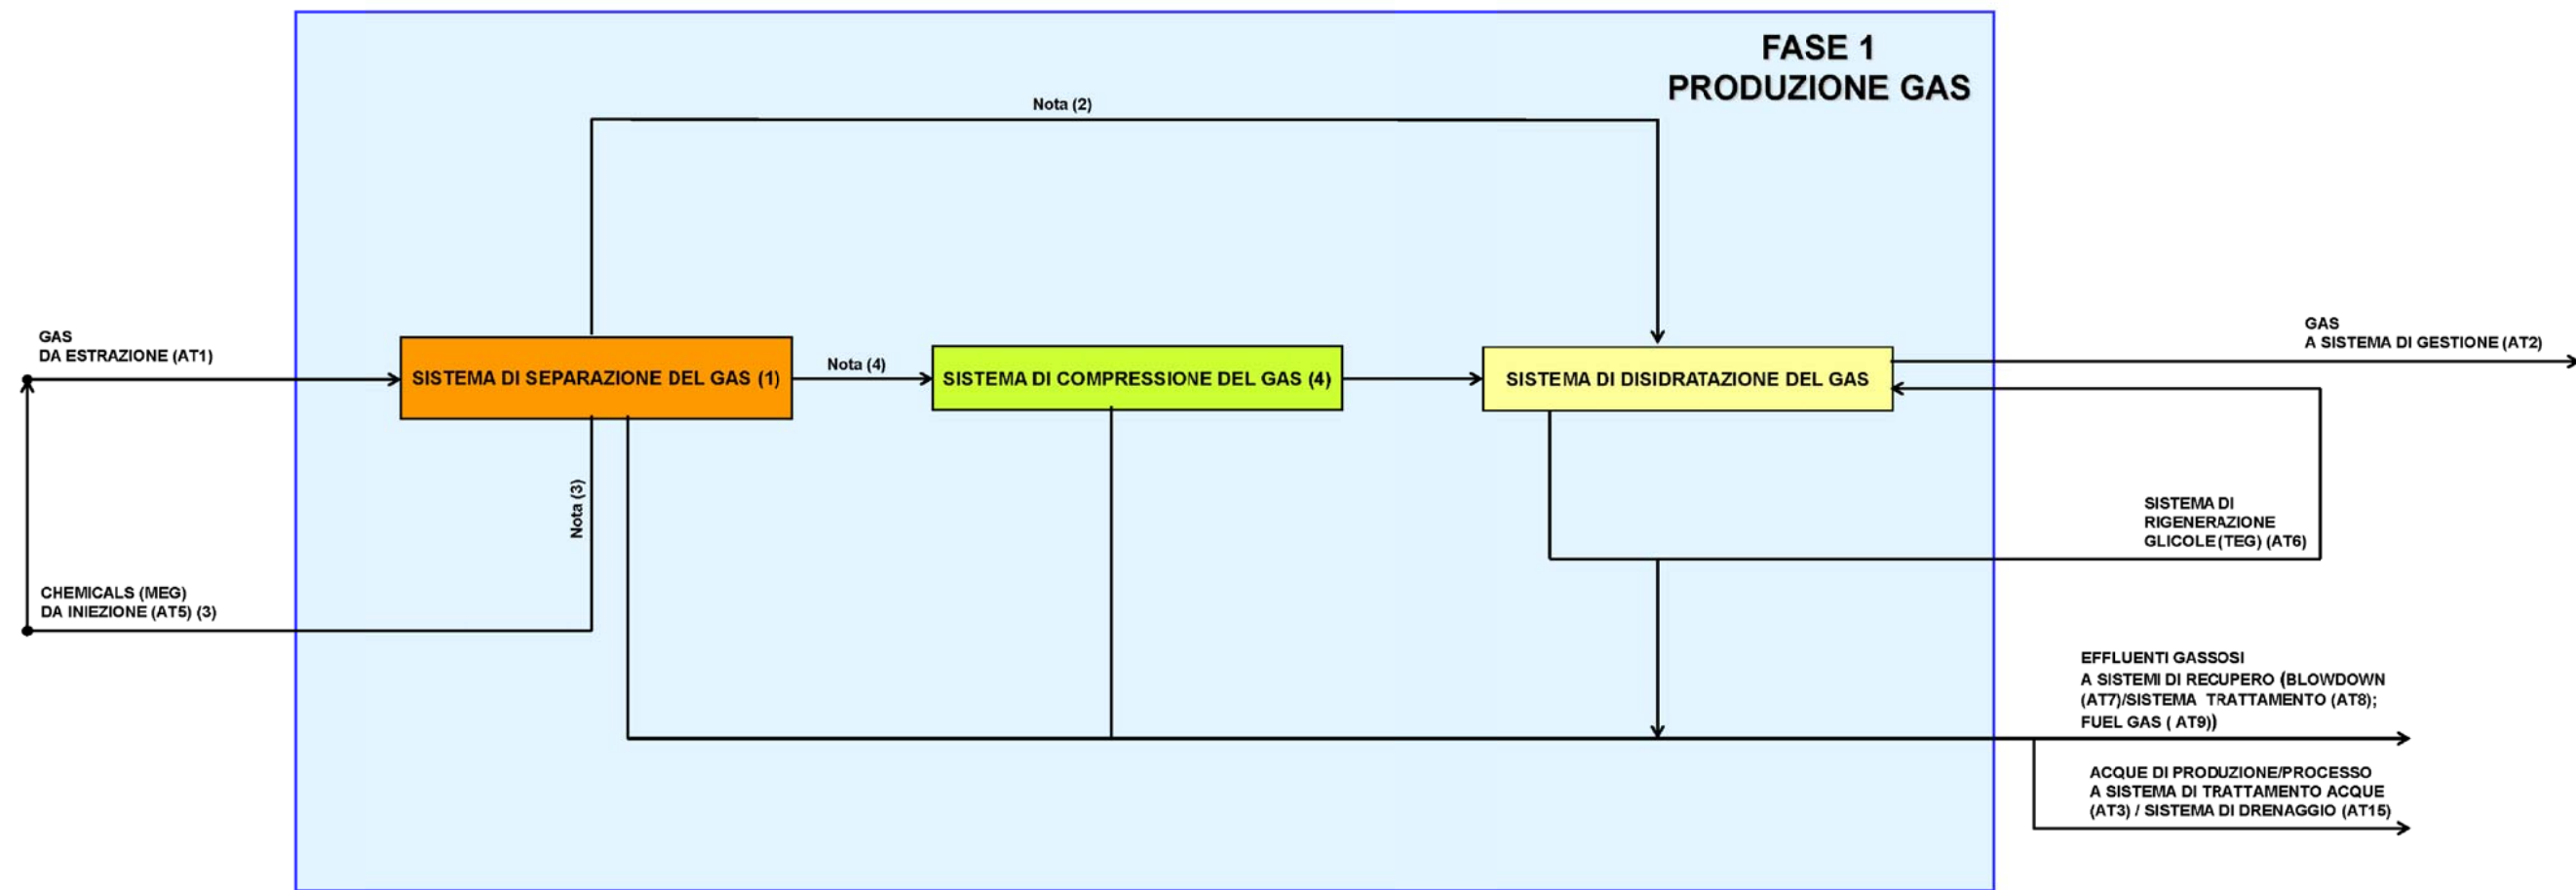 FASE 1
PRODUZIONE GAS
Nota (2)
GAS
DA ESTRAZIONE (AT1)
SISTEMA DI SEPARAZIONE DEL GAS (1)
Nota (4)
SISTEMA DI COMPRESSIONE DEL GAS (4)
SISTEMA DI DISIDRATAZIONE DEL GAS
GAS
A SISTEMA DI GESTIONE (AT2)
Nota (3)
SISTEMA DI
RIGENERAZIONE
GLICOLE (TEG) (AT6)
CHEMICALS (MEG)
DA INIEZIONE (AT5) (3)
EFFLUENTI GASSOSI
A SISTEMI DI RECUPERO (BLOWDOWN
(AT7)/SISTEMA TRATTAMENTO (AT8);
FUEL GAS ( AT9))
ACQUE DI PRODUZIONE/PROCESSO
A SISTEMA DI TRATTAMENTO ACQUE
(AT3) / SISTEMA DI DRENAGGIO (AT15)